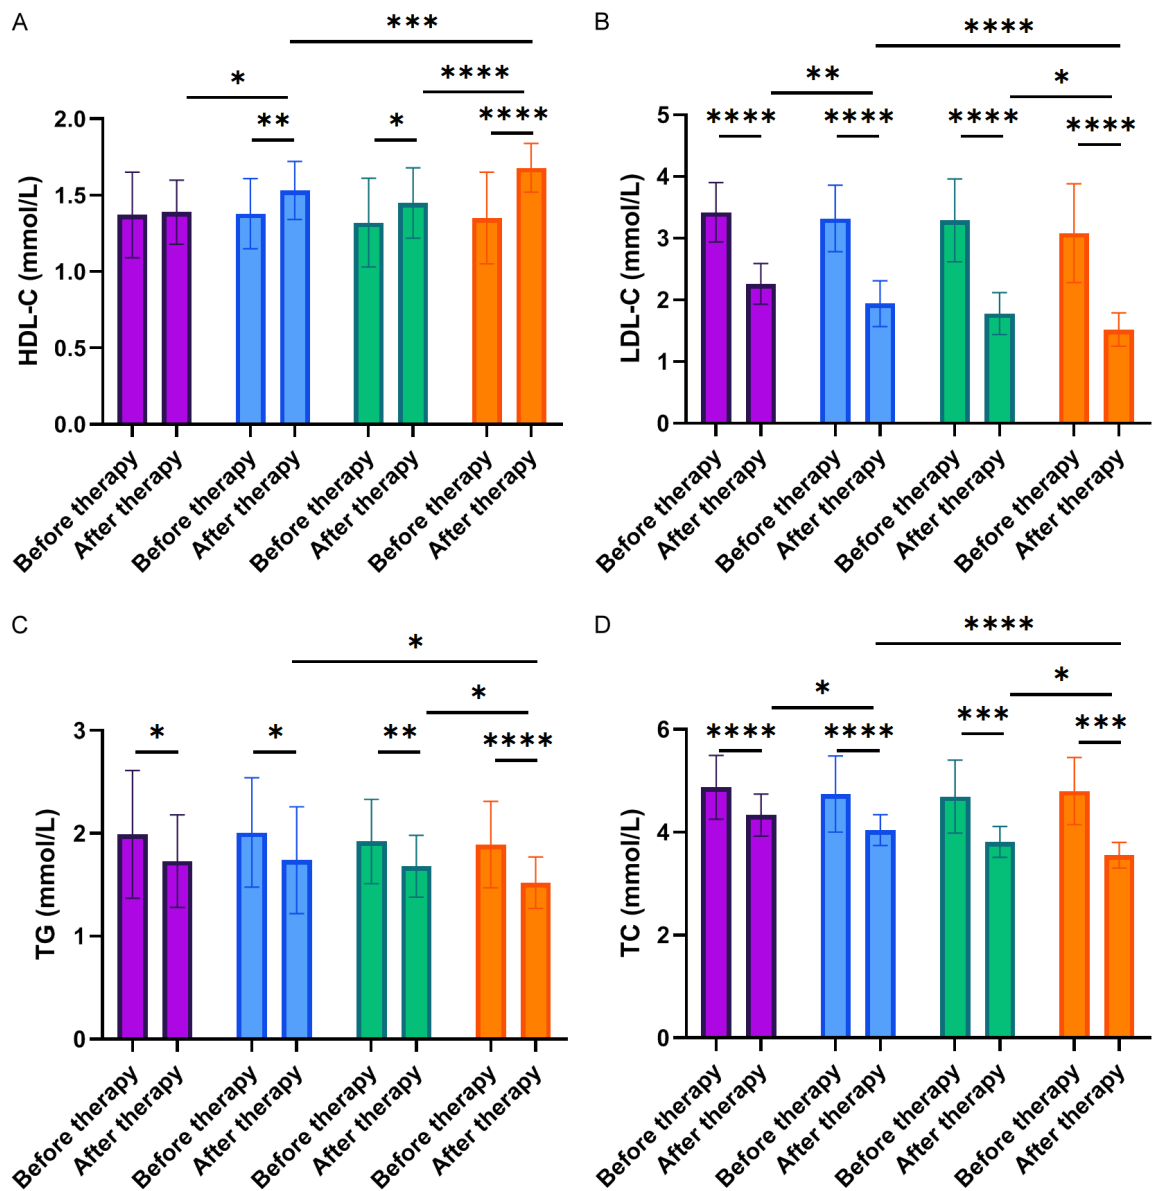 A
***
*
****
**
*
****
HDL-C (mmol/L)
2.0
1.5
1.0
0.5
0.0
Before therapy
After therapy
Before therapy
After therapy
Before therapy
After therapy
Before therapy
After therapy
B
****
**
*
****
****
****
****
LDL-C (mmol/L)
5
4
3
2
1
0
Before therapy
After therapy
Before therapy
After therapy
Before therapy
After therapy
Before therapy
After therapy
C
*
*
*
*
**
****
TG (mmol/L)
3
2
1
0
Before therapy
After therapy
Before therapy
After therapy
Before therapy
After therapy
Before therapy
After therapy
D
****
*
*
****
****
***
***
TC (mmol/L)
6
4
2
0
Before therapy
After therapy
Before therapy
After therapy
Before therapy
After therapy
Before therapy
After therapy